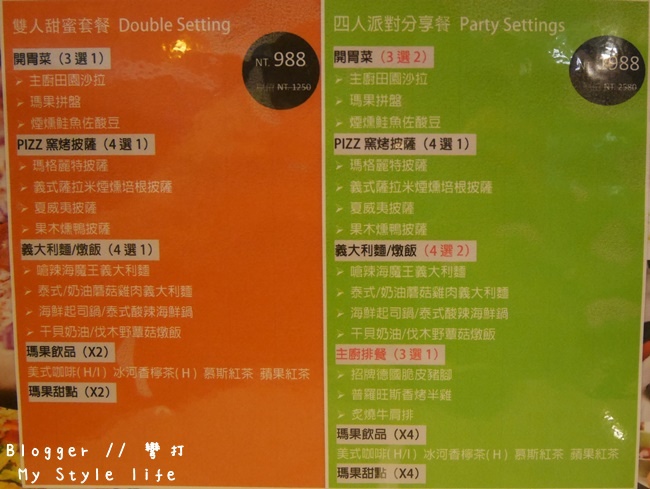 雙人甜蜜套餐 Double Setting
NT. 988
NT. 1250
開胃菜（3選1）
➢ 主廚田園沙拉
➢ 瑪果拼盤
➢ 煙燻鮭魚佐酸豆
PIZZ 窯烤披薩（4選1）
➢ 瑪格麗特披薩
➢ 義式薩拉米煙燻培根披薩
➢ 夏威夷披薩
➢ 果木燻鴨披薩
義大利麵/燉飯（4選1）
➢ 嗆辣海魔王義大利麵
➢ 泰式/奶油蘑菇雞肉義大利麵
➢ 海鮮起司鍋/泰式酸辣海鮮鍋
➢ 干貝奶油/伐木野蕈菇燉飯
瑪果飲品（X2）
美式咖啡(H/I) 冰河香檸茶(H) 慕斯紅茶 蘋果紅茶
瑪果甜點（X2）
四人派對分享餐 Party Settings
988
NT. 2580
開胃菜（3選2）
➢ 主廚田園沙拉
➢ 瑪果拼盤
➢ 煙燻鮭魚佐酸豆
PIZZ 窯烤披薩（4選1）
➢ 瑪格麗特披薩
➢ 義式薩拉米煙燻培根披薩
➢ 夏威夷披薩
➢ 果木燻鴨披薩
義大利麵/燉飯（4選2）
➢ 嗆辣海魔王義大利麵
➢ 泰式/奶油蘑菇雞肉義大利麵
➢ 海鮮起司鍋/泰式酸辣海鮮鍋
➢ 干貝奶油/伐木野蕈菇燉飯
主廚排餐（3選1）
➢ 招牌德國脆皮豬腳
➢ 普羅旺斯香烤半雞
➢ 炙燒牛肩排
瑪果飲品（X4）
美式咖啡(H/I) 冰河香檸茶(H) 慕斯紅茶 蘋果紅茶
瑪果甜點（X4）
Blogger // 彎打
My Style life